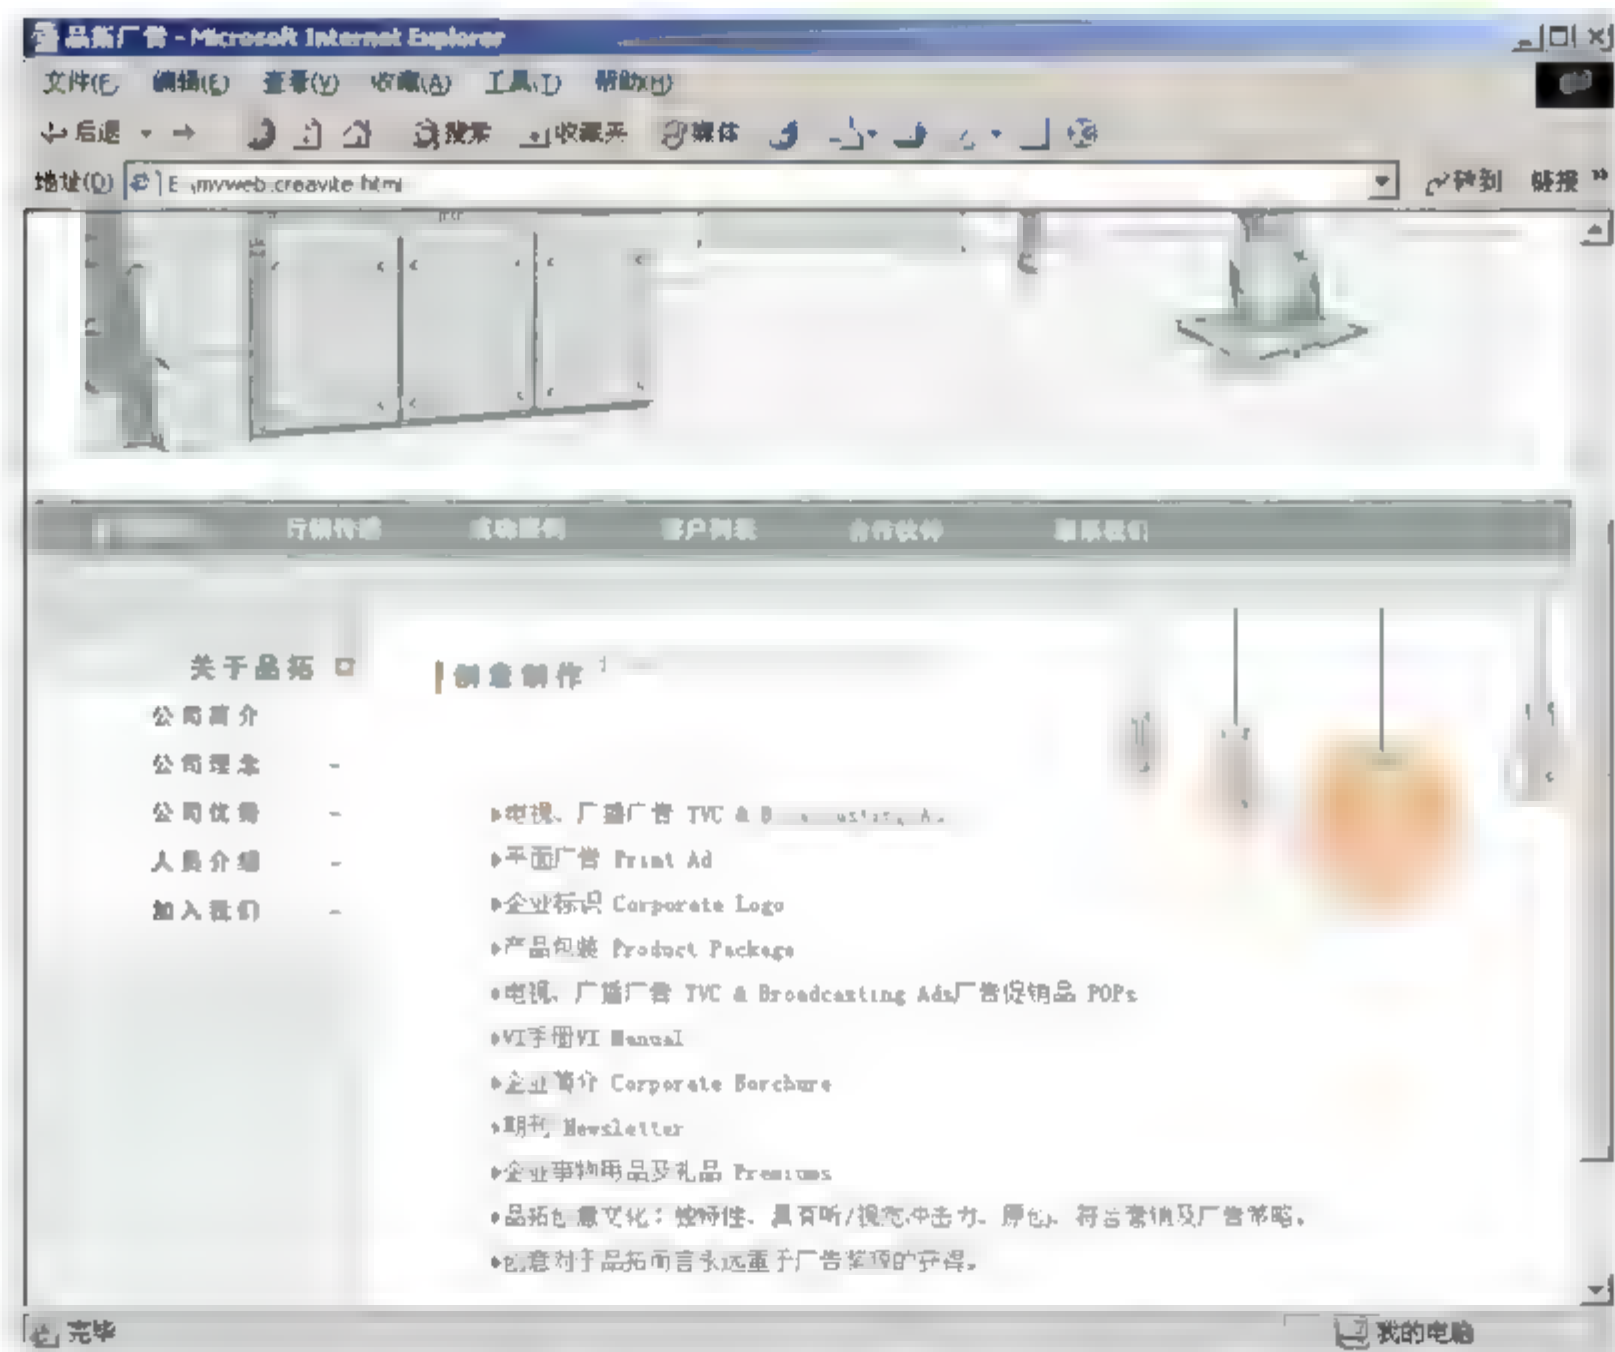 品拓广告 - Microsoft Internet Explorer
文件(F) 编辑(E) 查看(V) 收藏(A) 工具(T) 帮助(H)
后退 搜索 收藏夹 媒体
地址(D) E:\myweb\creavite.html 转到 链接 »
行销传播 成功案例 客户列表 合作伙伴 联系我们
关于品拓
创意制作
公司简介
公司理念
公司优势
人员介绍
加入我们
电视、广播广告 TVC &
平面广告 Print Ad
企业标识 Corporate Logo
产品包装 Product Package
电视、广播广告 TVC & Broadcasting Ads广告促销品 POPs
VI手册VI Manual
企业简介 Corporate Borchure
期刊 Newsletter
企业事物用品及礼品 Premiums
品拓创意文化：独特性、具有听/视觉冲击力、原创、符合营销及广告策略。
创意对于品拓而言永远重于广告奖项的获得。
完毕 我的电脑